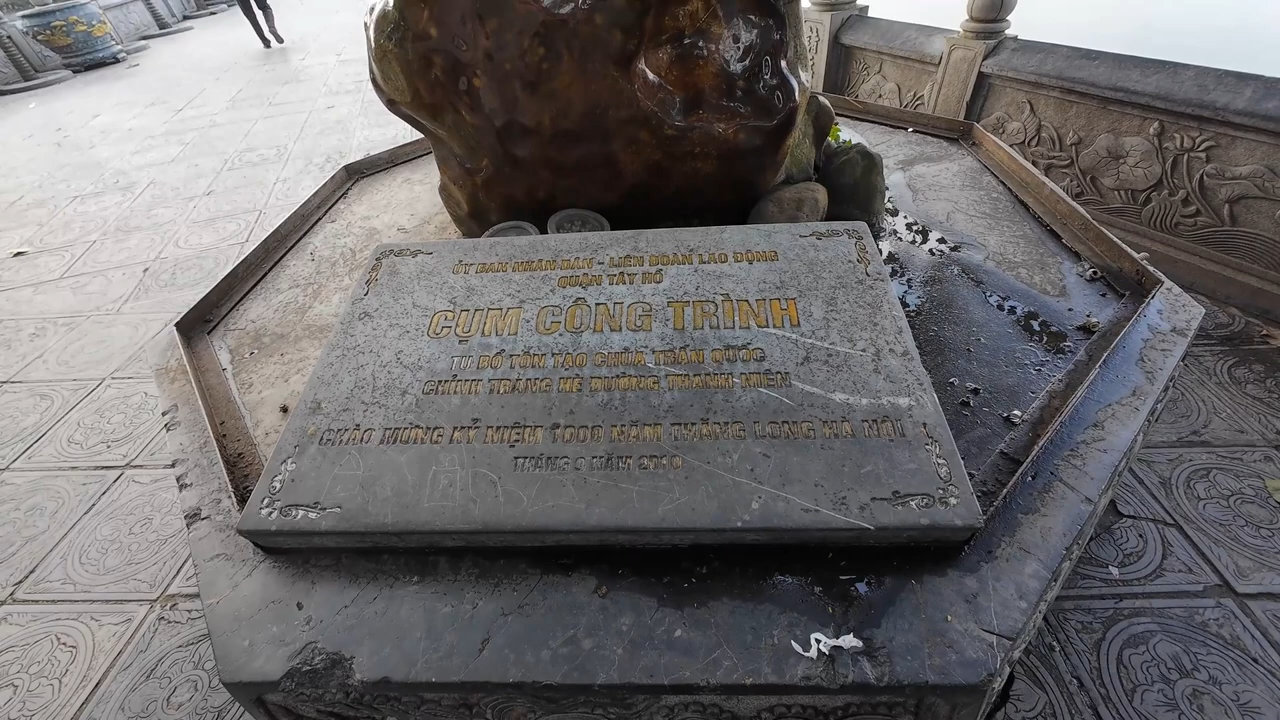 ỦY BAN NHÂN DÂN - LIÊN ĐOÀN LAO ĐỘNG
QUẬN TÂY HỒ
CỤM CÔNG TRÌNH
TU BỔ TÔN TẠO CHÙA TRẤN QUỐC
CHỈNH TRANG HÈ ĐƯỜNG THANH NIÊN
CHÀO MỪNG KỶ NIỆM 1000 NĂM THĂNG LONG HÀ NỘI
THÁNG 9 NĂM 2010